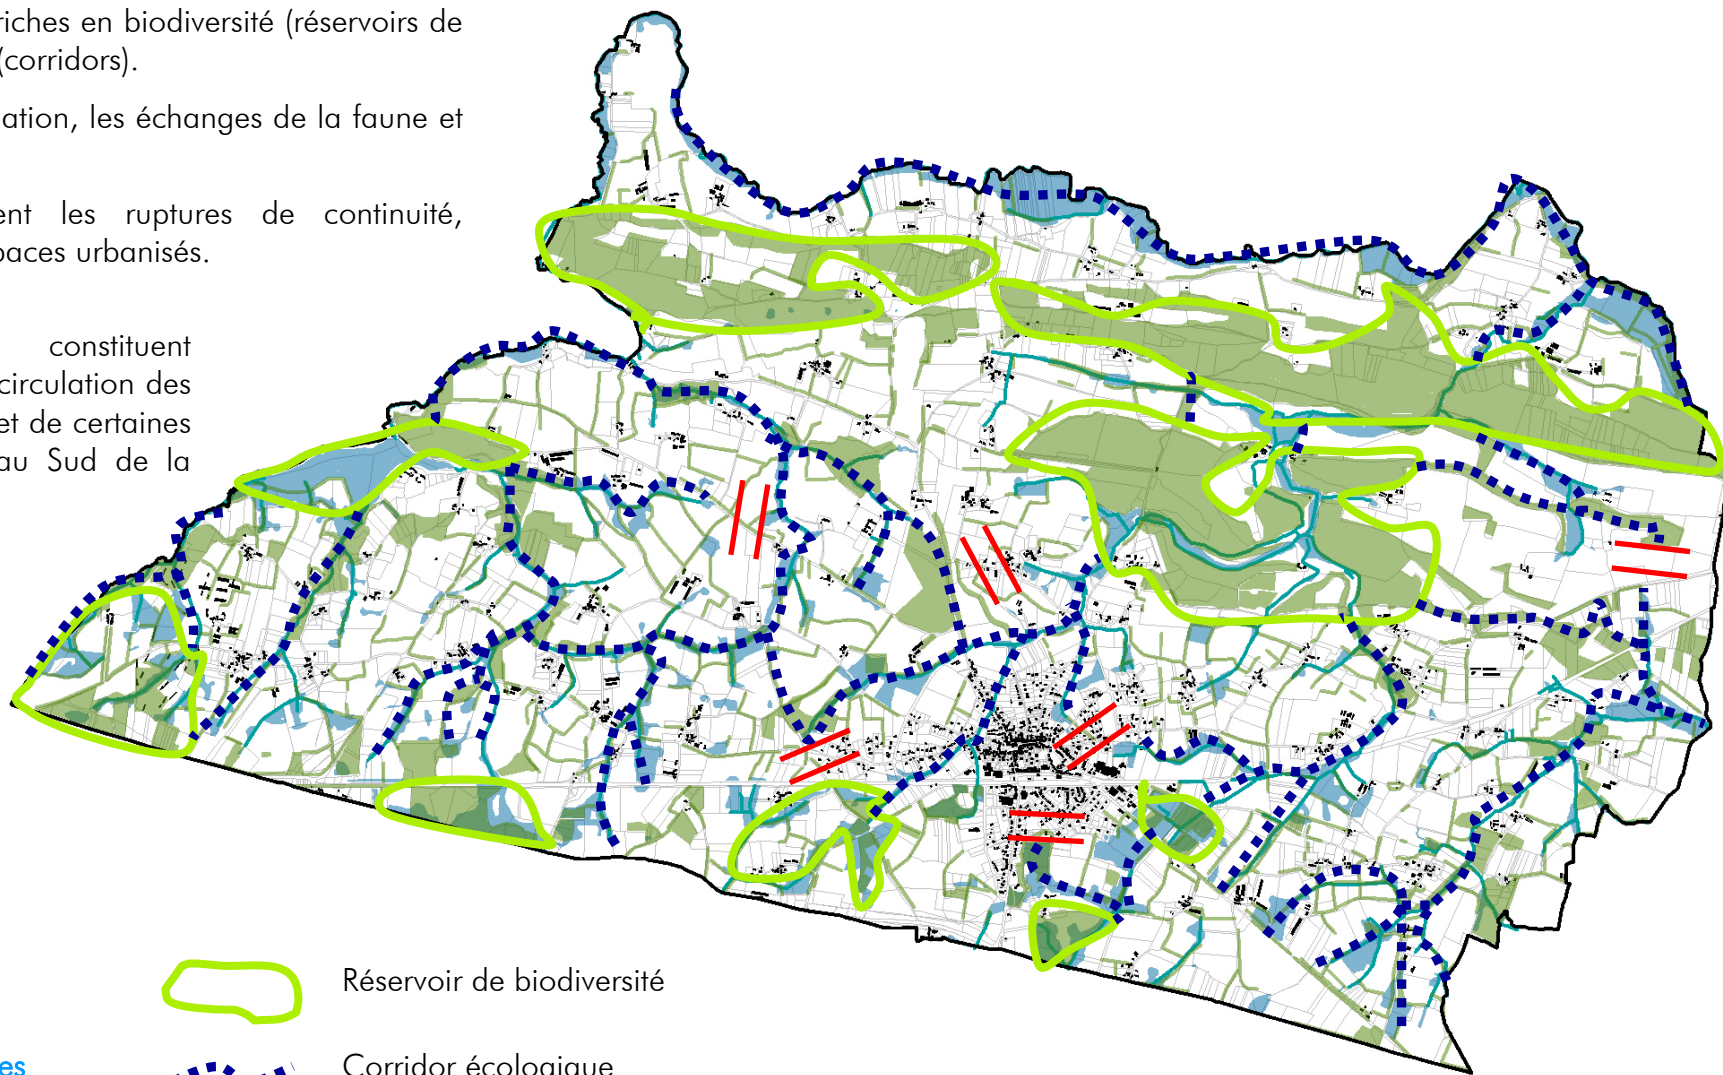 riches en biodiversité (réservoirs de
(corridors).
ation, les échanges de la faune et
ent les ruptures de continuité,
paces urbanisés.
constituent
circulation des
et de certaines
au Sud de la
Réservoir de biodiversité
es
Corridor écologique